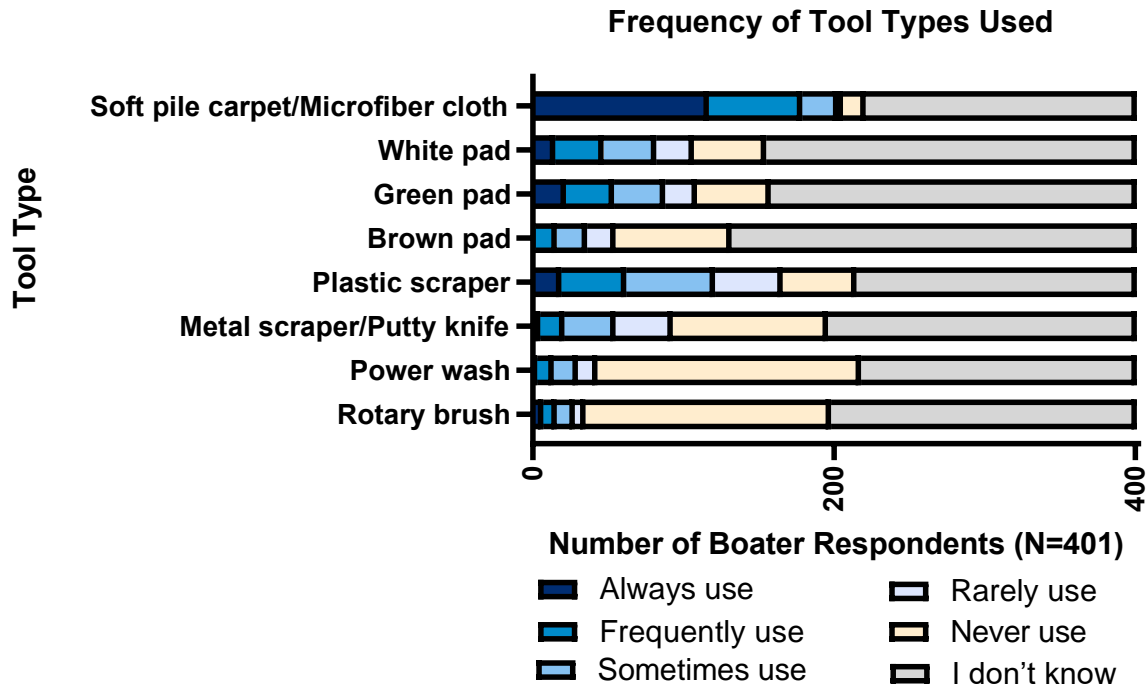 Frequency of Tool Types Used
Tool Type
Soft pile carpet/Microfiber cloth
White pad
Green pad
Brown pad
Plastic scraper
Metal scraper/Putty knife
Power wash
Rotary brush
0
200
400
Number of Boater Respondents (N=401)
Always use
Rarely use
Frequently use
Never use
Sometimes use
I don't know